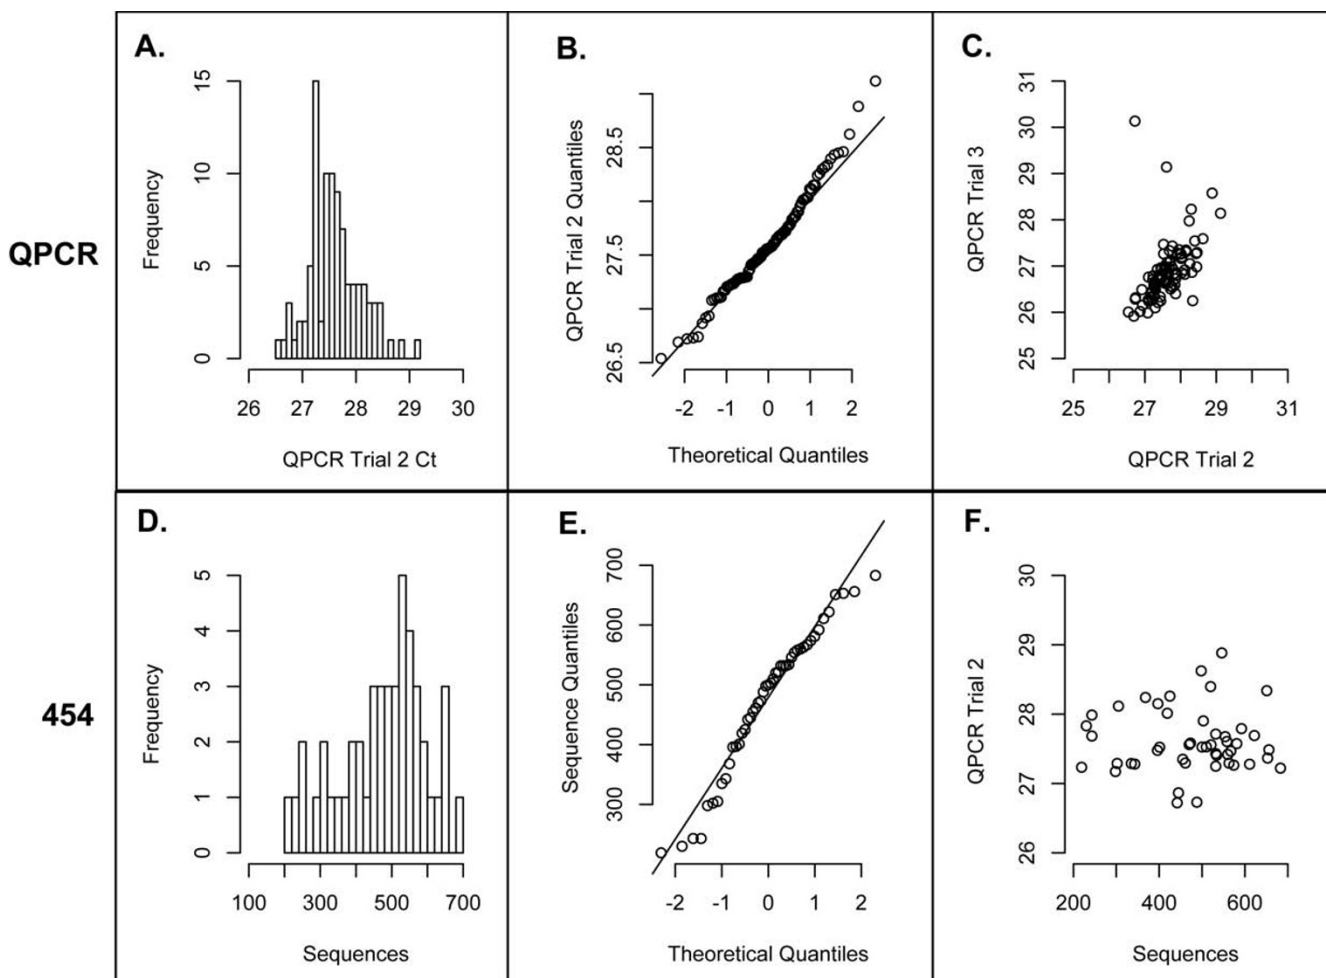 A.
15
10
5
0
Frequency
26 27 28 29 30
QPCR Trial 2 Ct
B.
28.5
27.5
26.5
QPCR Trial 2 Quantiles
-2 -1 0 1 2
Theoretical Quantiles
C.
31
30
29
28
27
26
25
QPCR Trial 3
25 27 29 31
QPCR Trial 2
QPCR
D.
5
4
3
2
1
0
Frequency
100 300 500 700
Sequences
E.
700
600
500
400
300
Sequence Quantiles
-2 -1 0 1 2
Theoretical Quantiles
F.
30
29
28
27
26
QPCR Trial 2
200 400 600
Sequences
454